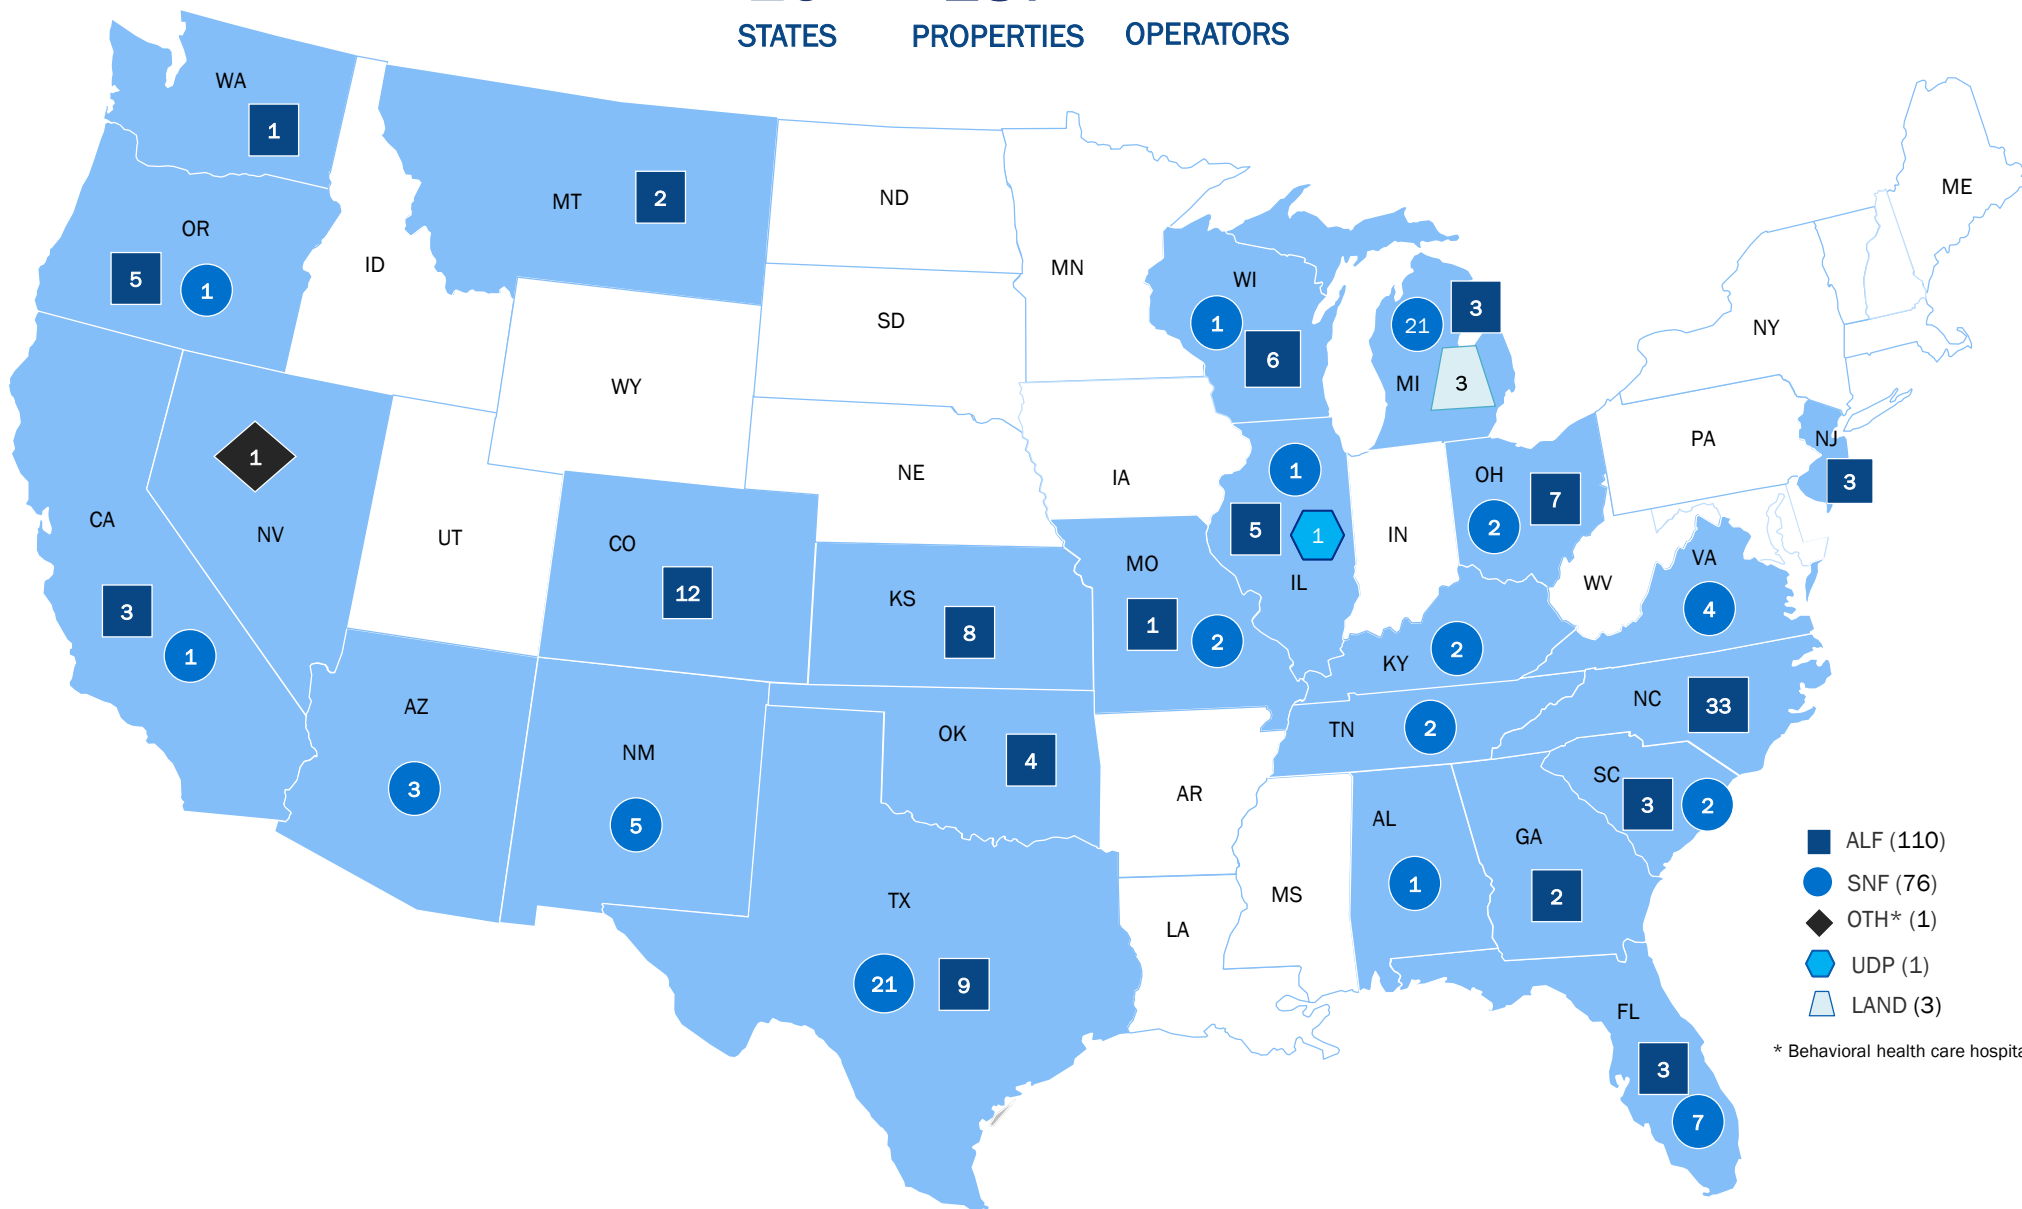 STATES PROPERTIES OPERATORS
WA
1
MT
2
ND
ME
OR
5
1
ID
MN
SD
WI
1
6
21
3
MI
3
NY
WY
1
NV
NE
IA
PA
NJ
3
OH
7
2
1
5
1
IL
IN
CA
3
1
UT
CO
12
KS
8
MO
1
2
WV
VA
4
KY
2
AZ
3
NM
5
OK
4
TN
2
NC
33
AR
SC
3
2
AL
1
GA
2
MS
LA
TX
21
9
FL
3
7
ALF (110)
SNF (76)
OTH* (1)
UDP (1)
LAND (3)
* Behavioral health care